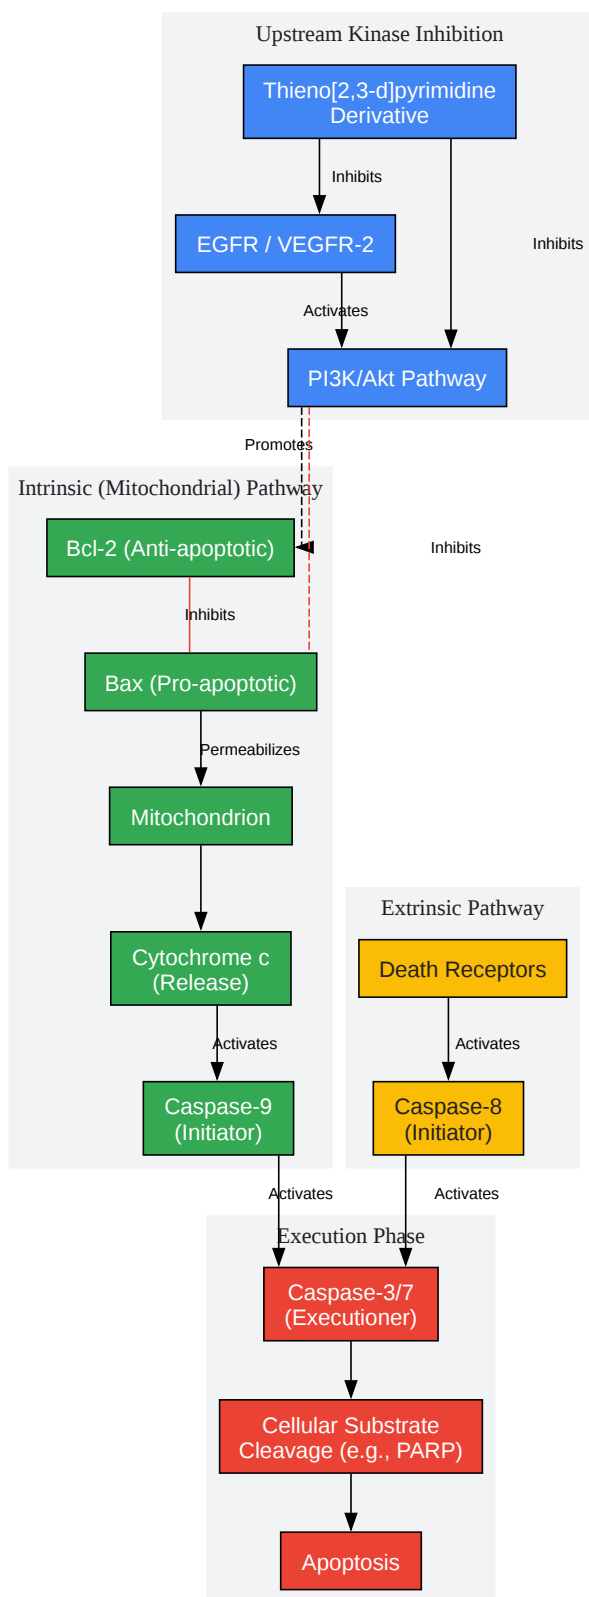 Upstream Kinase Inhibition
Thieno[2,3-d]pyrimidine
Derivative
Inhibits
EGFR / VEGFR-2
Inhibits
Activates
PI3K/Akt Pathway
Promotes
Intrinsic (Mitochondrial) Pathway
Bcl-2 (Anti-apoptotic)
Inhibits
Inhibits
Bax (Pro-apoptotic)
Permeabilizes
Mitochondrion
Extrinsic Pathway
Cytochrome c
(Release)
Death Receptors
Activates
Activates
Caspase-9
(Initiator)
Caspase-8
(Initiator)
Activates
Activates
Execution Phase
Caspase-3/7
(Executioner)
Cellular Substrate
Cleavage (e.g., PARP)
Apoptosis